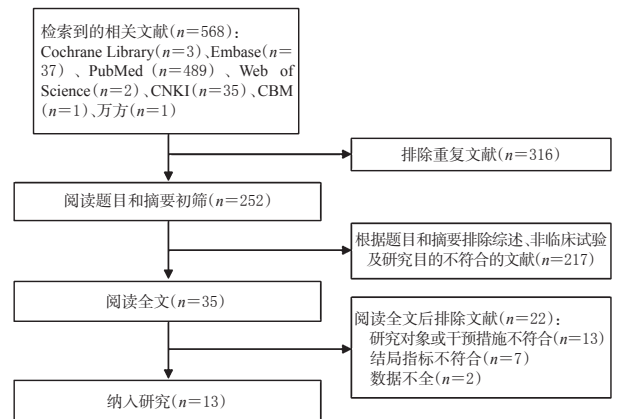 检索到的相关文献(n=568)：
Cochrane Library(n=3)、Embase(n=
37)、PubMed (n=489)、Web of
Science(n=2)、CNKI(n=35)、CBM
(n=1)、万方(n=1)
排除重复文献(n=316)
阅读题目和摘要初筛(n=252)
根据题目和摘要排除综述、非临床试验
及研究目的不符合的文献(n=217)
阅读全文(n=35)
阅读全文后排除文献(n=22)：
研究对象或干预措施不符合(n=13)
结局指标不符合(n=7)
数据不全(n=2)
纳入研究(n=13)